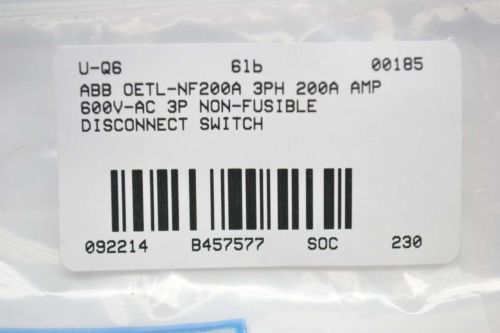 U-Q6 6lb 00185
ABB OETL-NF200A 3PH 200A AMP
600V-AC 3P NON-FUSIBLE
DISCONNECT SWITCH
092214 B457577 SOC 230